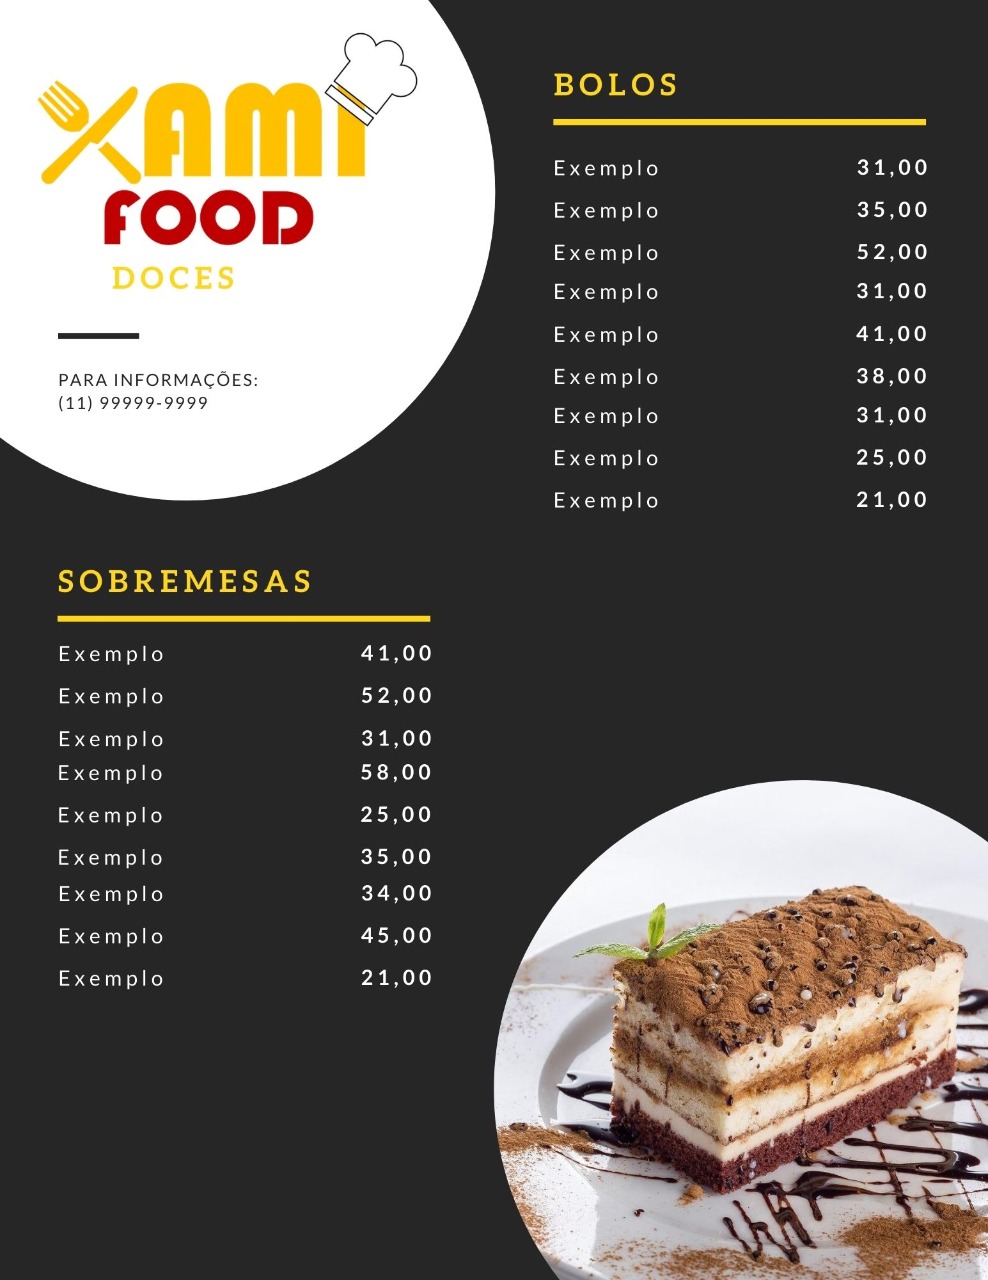 XAMI
FOOD
DOCES
PARA INFORMAÇÕES:
(11) 99999-9999
BOLOS
Exemplo 31,00
Exemplo 35,00
Exemplo 52,00
Exemplo 31,00
Exemplo 41,00
Exemplo 38,00
Exemplo 31,00
Exemplo 25,00
Exemplo 21,00
SOBREMESAS
Exemplo 41,00
Exemplo 52,00
Exemplo 31,00
Exemplo 58,00
Exemplo 25,00
Exemplo 35,00
Exemplo 34,00
Exemplo 45,00
Exemplo 21,00